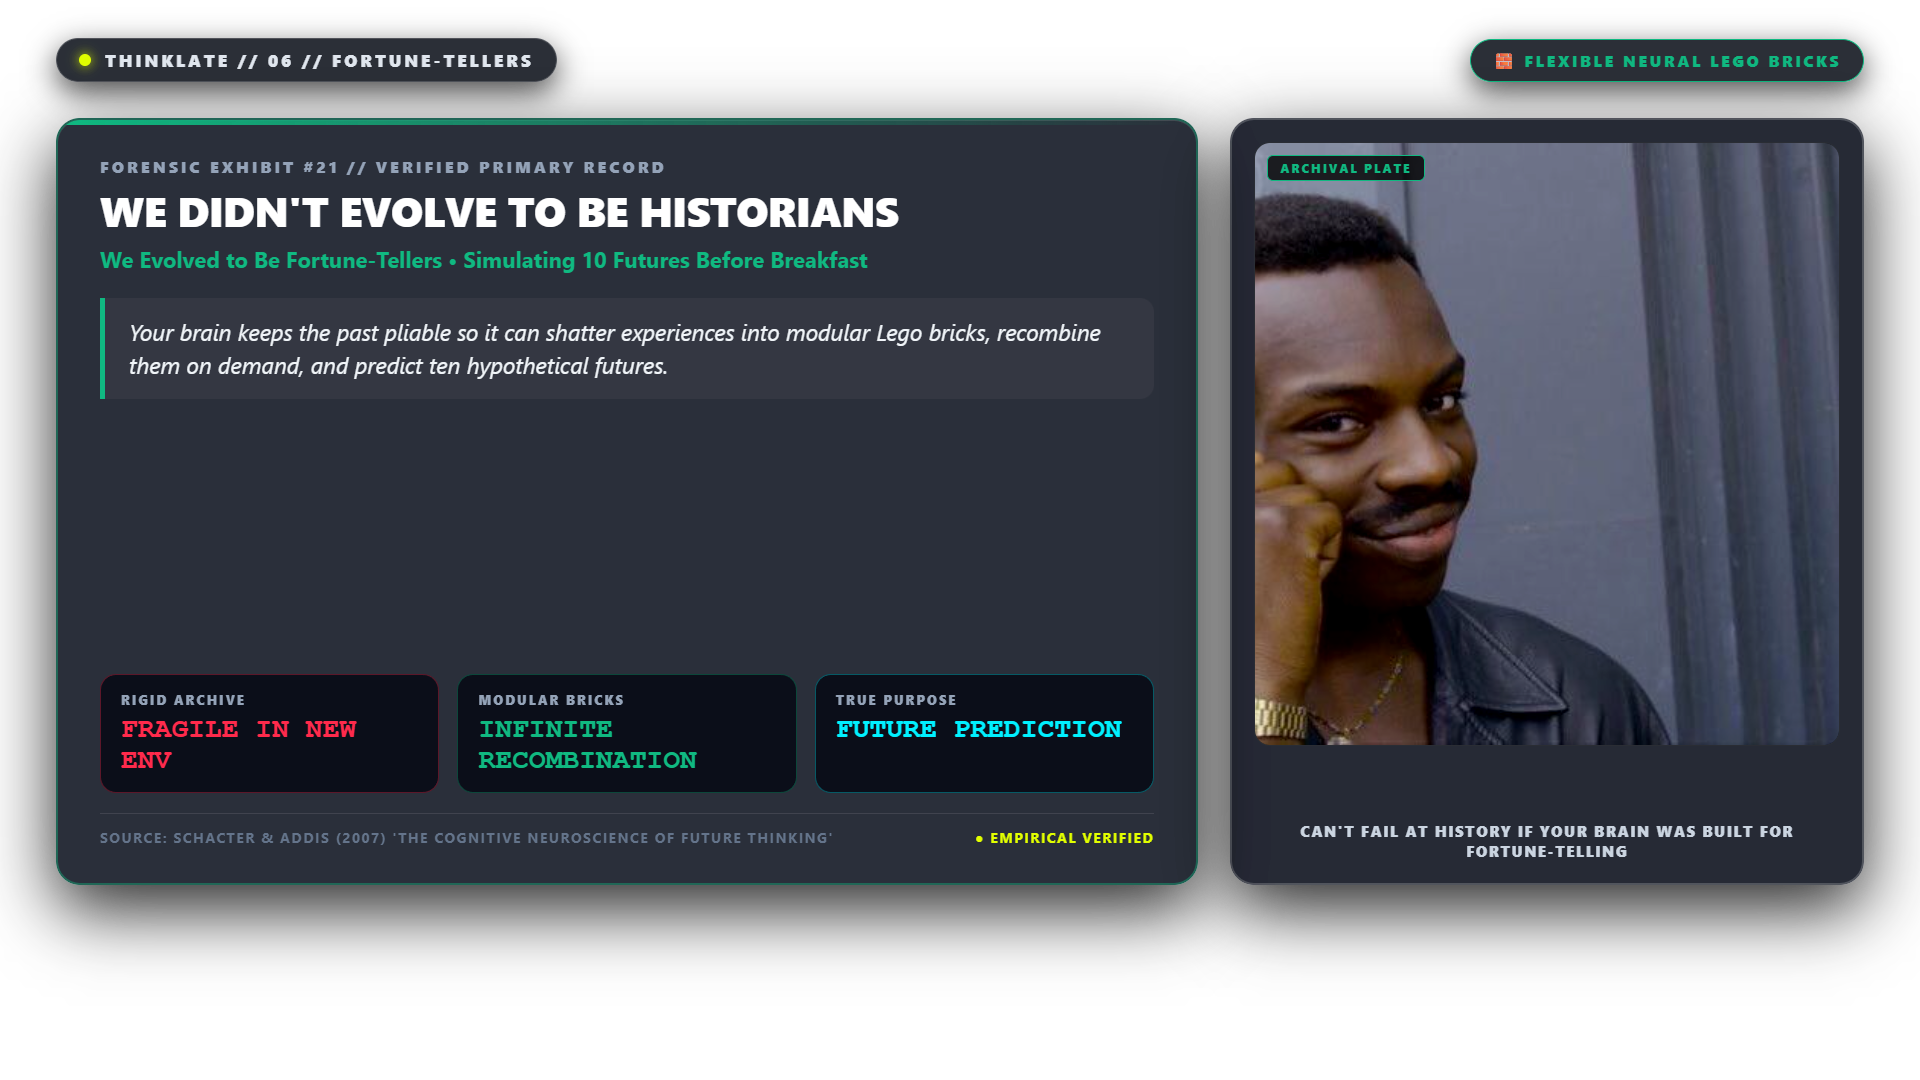 THINKLATE // 06 // FORTUNE-TELLERS
🧱 FLEXIBLE NEURAL LEGO BRICKS
FORENSIC EXHIBIT #21 // VERIFIED PRIMARY RECORD
WE DIDN'T EVOLVE TO BE HISTORIANS
We Evolved to Be Fortune-Tellers • Simulating 10 Futures Before Breakfast
Your brain keeps the past pliable so it can shatter experiences into modular Lego bricks, recombine
them on demand, and predict ten hypothetical futures.
RIGID ARCHIVE
FRAGILE IN NEW
ENV
MODULAR BRICKS
INFINITE
RECOMBINATION
TRUE PURPOSE
FUTURE PREDICTION
SOURCE: SCHACTER & ADDIS (2007) 'THE COGNITIVE NEUROSCIENCE OF FUTURE THINKING'
● EMPIRICAL VERIFIED
ARCHIVAL PLATE
CAN'T FAIL AT HISTORY IF YOUR BRAIN WAS BUILT FOR
FORTUNE-TELLING